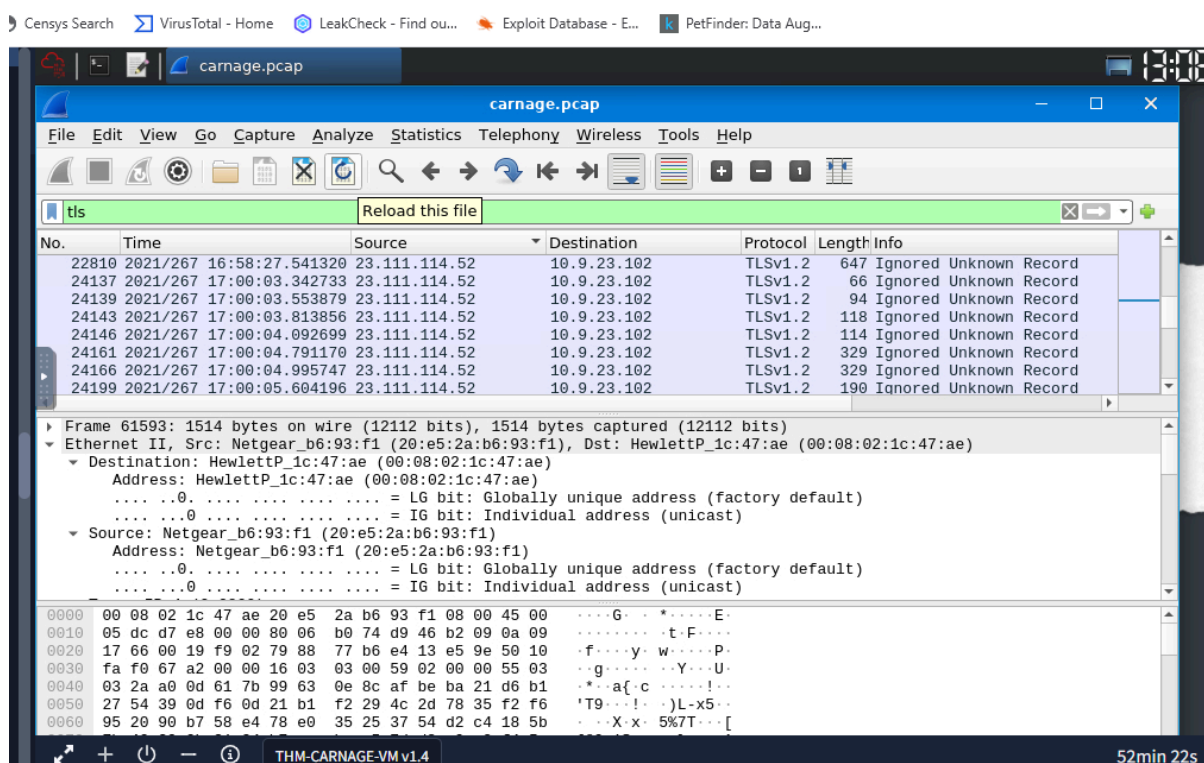 Censys Search VirusTotal - Home LeakCheck - Find ou... Exploit Database - E... k PetFinder: Data Aug...
carnage.pcap 13:08
carnage.pcap
File Edit View Go Capture Analyze Statistics Telephony Wireless Tools Help
tls
Reload this file
No. Time Source Destination Protocol Length Info
22810 2021/267 16:58:27.541320 23.111.114.52 10.9.23.102 TLSv1.2 647 Ignored Unknown Record
24137 2021/267 17:00:03.342733 23.111.114.52 10.9.23.102 TLSv1.2 66 Ignored Unknown Record
24139 2021/267 17:00:03.553879 23.111.114.52 10.9.23.102 TLSv1.2 94 Ignored Unknown Record
24143 2021/267 17:00:03.813856 23.111.114.52 10.9.23.102 TLSv1.2 118 Ignored Unknown Record
24146 2021/267 17:00:04.092699 23.111.114.52 10.9.23.102 TLSv1.2 114 Ignored Unknown Record
24161 2021/267 17:00:04.791170 23.111.114.52 10.9.23.102 TLSv1.2 329 Ignored Unknown Record
24166 2021/267 17:00:04.995747 23.111.114.52 10.9.23.102 TLSv1.2 329 Ignored Unknown Record
24199 2021/267 17:00:05.604196 23.111.114.52 10.9.23.102 TLSv1.2 190 Ignored Unknown Record
Frame 61593: 1514 bytes on wire (12112 bits), 1514 bytes captured (12112 bits)
Ethernet II, Src: Netgear_b6:93:f1 (20:e5:2a:b6:93:f1), Dst: HewlettP_1c:47:ae (00:08:02:1c:47:ae)
Destination: HewlettP_1c:47:ae (00:08:02:1c:47:ae)
Address: HewlettP_1c:47:ae (00:08:02:1c:47:ae)
.... ..0. .... .... .... .... = LG bit: Globally unique address (factory default)
.... ...0 .... .... .... .... = IG bit: Individual address (unicast)
Source: Netgear_b6:93:f1 (20:e5:2a:b6:93:f1)
Address: Netgear_b6:93:f1 (20:e5:2a:b6:93:f1)
.... ..0. .... .... .... .... = LG bit: Globally unique address (factory default)
.... ...0 .... .... .... .... = IG bit: Individual address (unicast)
0000 00 08 02 1c 47 ae 20 e5 2a b6 93 f1 08 00 45 00 ····G· · *·····E·
0010 05 dc d7 e8 00 00 80 06 b0 74 d9 46 b2 09 0a 09 ········ ·t·F····
0020 17 66 00 19 f9 02 79 88 77 b6 e4 13 e5 9e 50 10 ·f····y· w·····P·
0030 fa f0 67 a2 00 00 16 03 03 00 59 02 00 00 55 03 ··g····· ··Y···U·
0040 03 2a a0 0d 61 7b 99 63 0e 8c af be ba 21 d6 b1 ·*··a{·c ·····!··
0050 27 54 39 0d f6 0d 21 b1 f2 29 4c 2d 78 35 f2 f6 'T9···!· ·)L-x5··
0060 95 20 90 b7 58 e4 78 e0 35 25 37 54 d2 c4 18 5b · ··X·x· 5%7T···[
THM-CARNAGE-VM v1.4 52min 22s